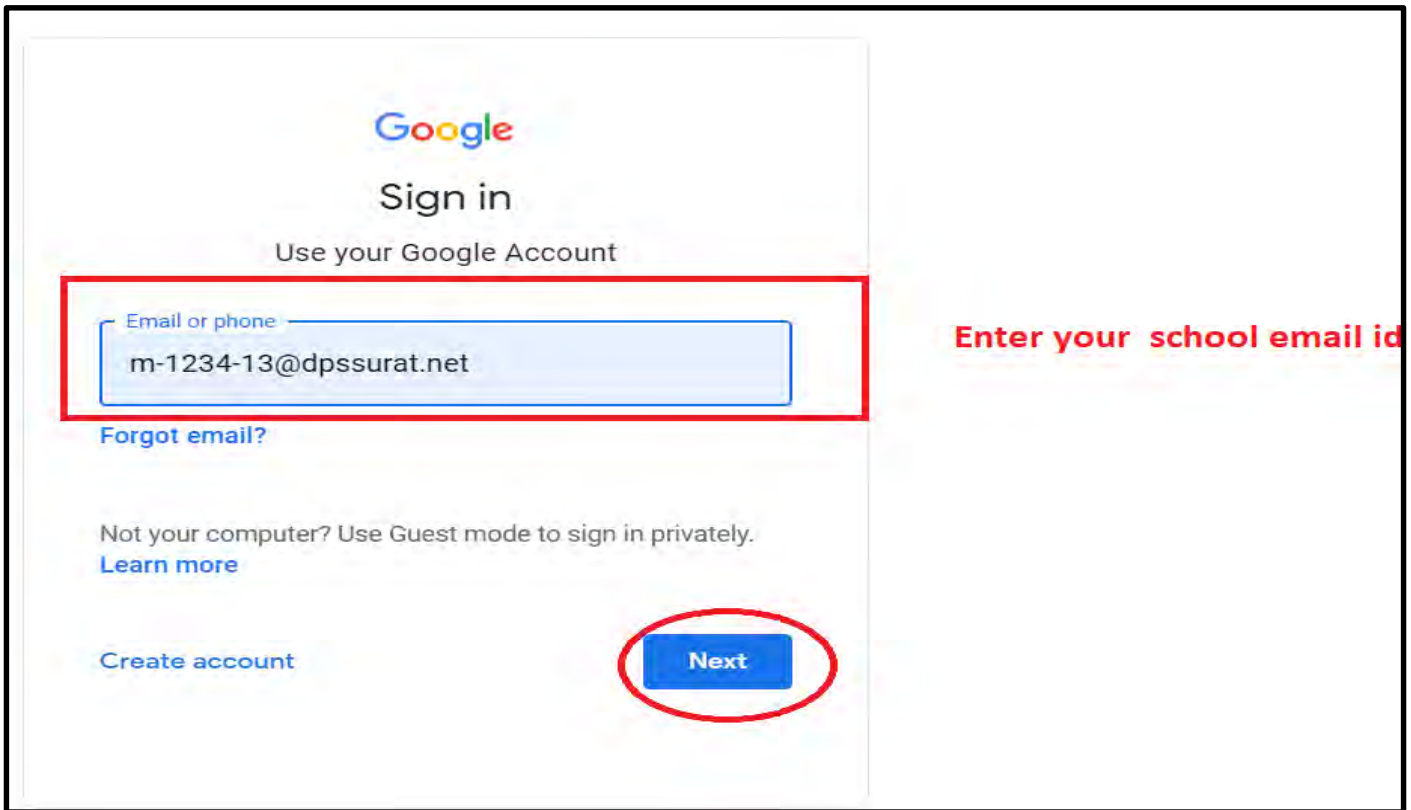 Google
Sign in
Use your Google Account
Email or phone
m-1234-13@dpssurat.net
Enter your school email id
Forgot email?
Not your computer? Use Guest mode to sign in privately.
Learn more
Create account
Next